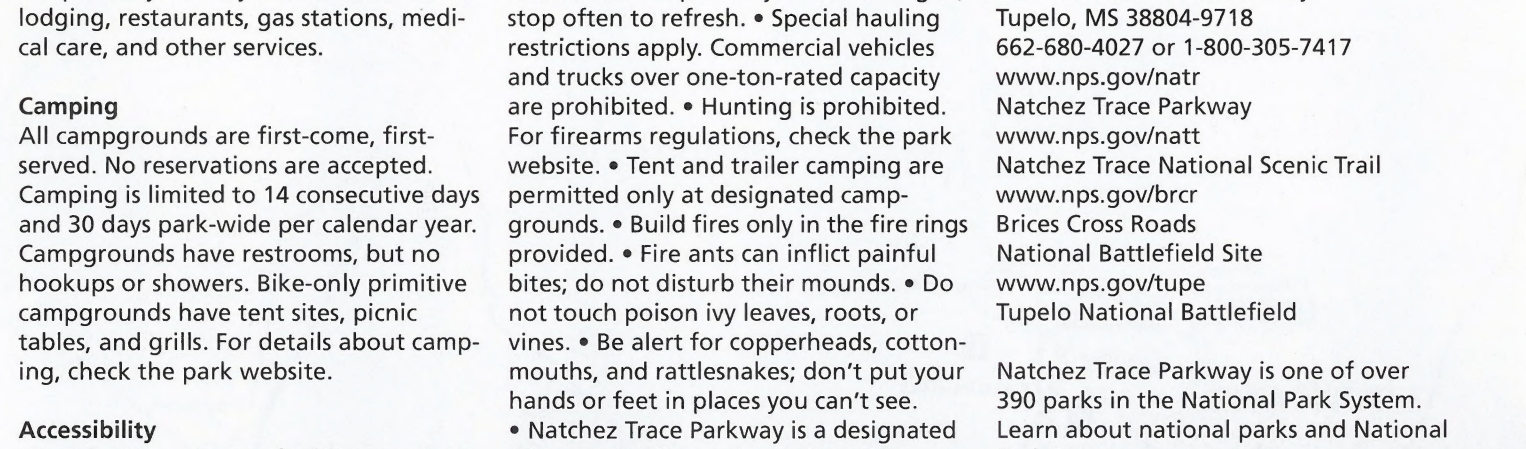 lodging, restaurants, gas stations, medi-
cal care, and other services.
Camping
All campgrounds are first-come, first-
served. No reservations are accepted.
Camping is limited to 14 consecutive days
and 30 days park-wide per calendar year.
Campgrounds have restrooms, but no
hookups or showers. Bike-only primitive
campgrounds have tent sites, picnic
tables, and grills. For details about camp-
ing, check the park website.
Accessibility
stop often to refresh. • Special hauling
restrictions apply. Commercial vehicles
and trucks over one-ton-rated capacity
are prohibited. • Hunting is prohibited.
For firearms regulations, check the park
website. • Tent and trailer camping are
permitted only at designated camp-
grounds. • Build fires only in the fire rings
provided. • Fire ants can inflict painful
bites; do not disturb their mounds. • Do
not touch poison ivy leaves, roots, or
vines. • Be alert for copperheads, cotton-
mouths, and rattlesnakes; don't put your
hands or feet in places you can't see.
• Natchez Trace Parkway is a designated
Tupelo, MS 38804-9718
662-680-4027 or 1-800-305-7417
www.nps.gov/natr
Natchez Trace Parkway
www.nps.gov/natt
Natchez Trace National Scenic Trail
www.nps.gov/brcr
Brices Cross Roads
National Battlefield Site
www.nps.gov/tupe
Tupelo National Battlefield
Natchez Trace Parkway is one of over
390 parks in the National Park System.
Learn about national parks and National